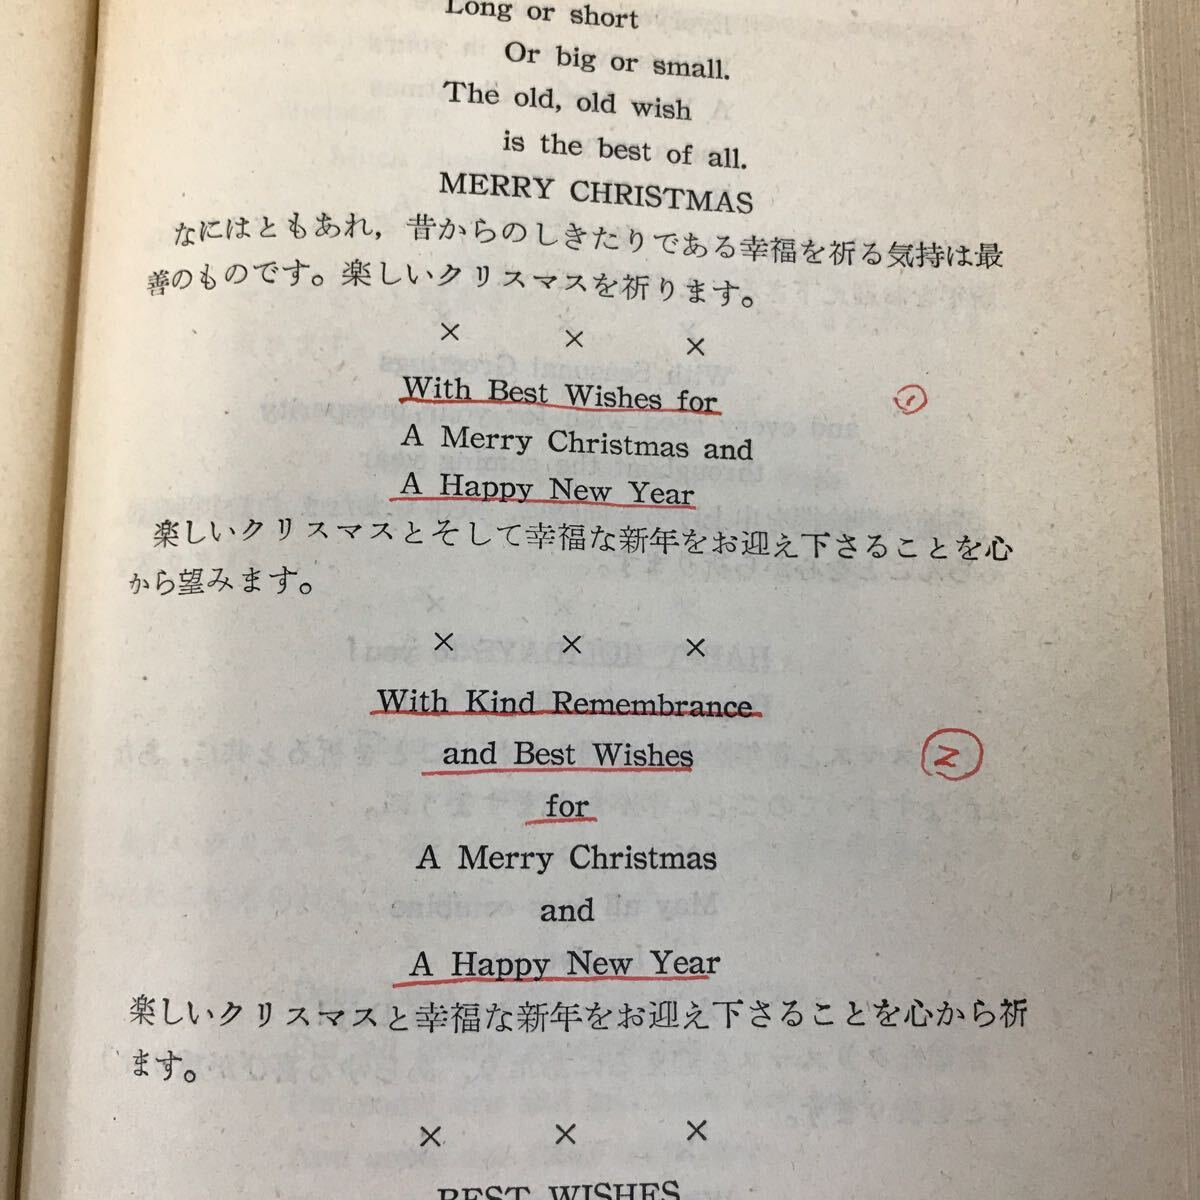 Long or short
Or big or small.
The old, old wish
is the best of all.
MERRY CHRISTMAS
なにはともあれ，昔からのしきたりである幸福を祈る気持は最
善のものです。楽しいクリスマスを祈ります。
× × ×
With Best Wishes for
1
A Merry Christmas and
A Happy New Year
楽しいクリスマスとそして幸福な新年をお迎え下さることを心
から望みます。
× × ×
With Kind Remembrance
and Best Wishes
2
for
A Merry Christmas
and
A Happy New Year
楽しいクリスマスと幸福な新年をお迎え下さることを心から祈
ます。
× × ×
BEST WISHES